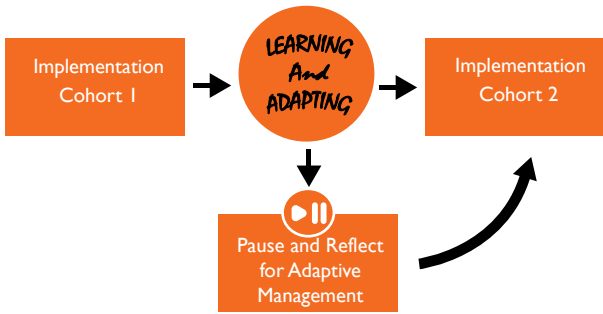 Implementation
Cohort 1
LEARNING
And
ADAPTING
Implementation
Cohort 2
Pause and Reflect
for Adaptive
Management